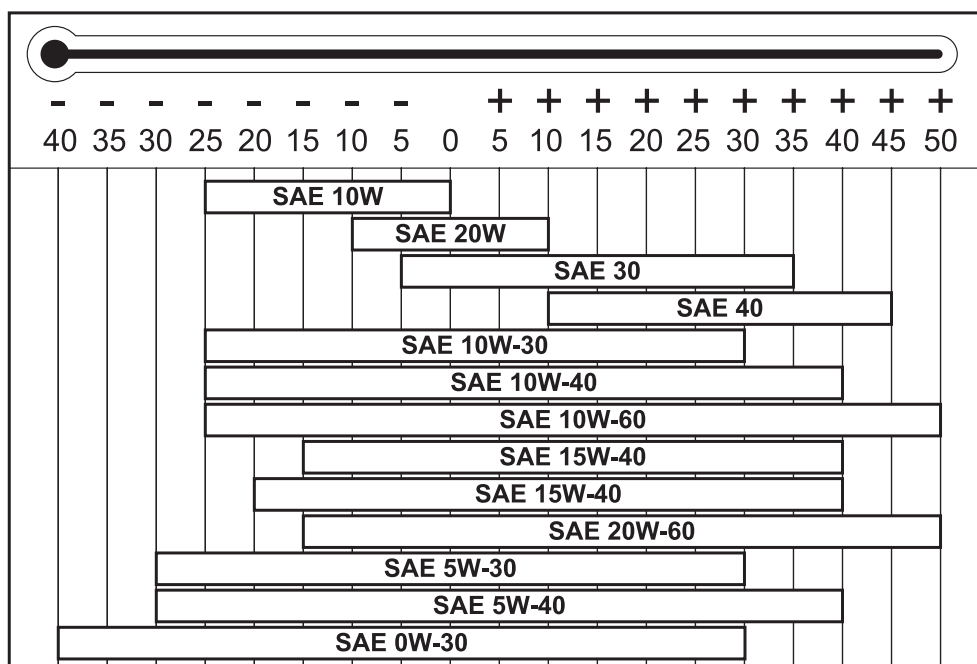 - - - - - - - - + + + + + + + + + +
40 35 30 25 20 15 10 5 0 5 10 15 20 25 30 35 40 45 50
SAE 10W
SAE 20W
SAE 30
SAE 40
SAE 10W-30
SAE 10W-40
SAE 10W-60
SAE 15W-40
SAE 15W-40
SAE 20W-60
SAE 5W-30
SAE 5W-40
SAE 0W-30